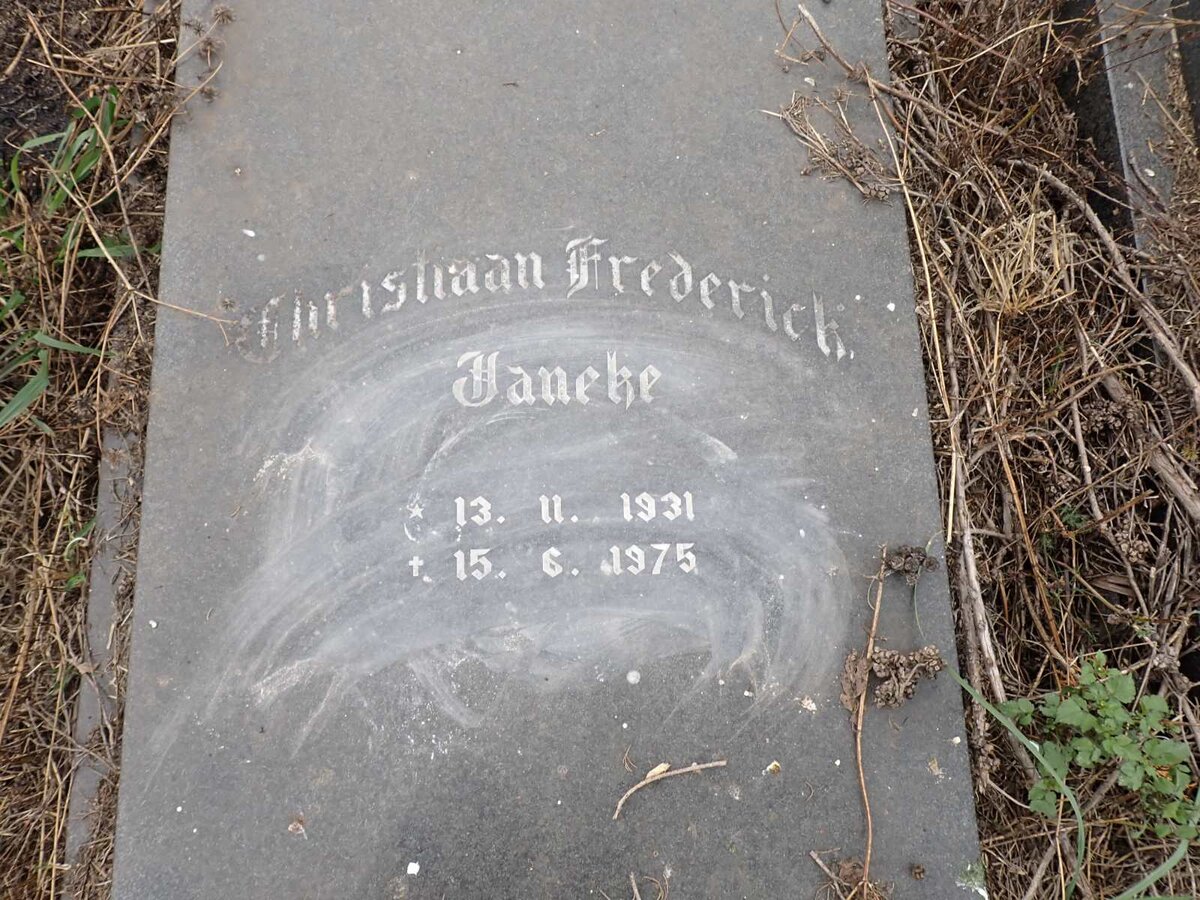 Christiaan Frederick
Janeke
* 13. 11. 1931
+ 15. 6. 1975